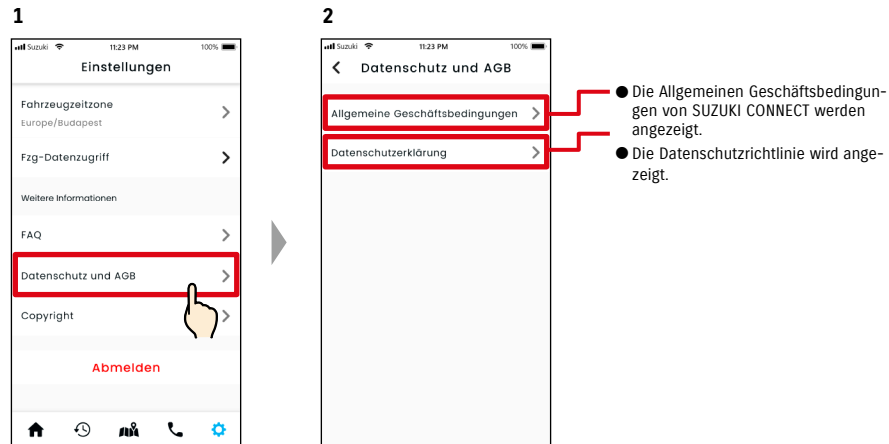 1
Suzuki 11:23 PM 100%
Einstellungen
Fahrzeugzeitzone
Europe/Budapest
Fzg-Datenzugriff
Weitere Informationen
FAQ
Datenschutz und AGB
Copyright
Abmelden
2
Suzuki 11:23 PM 100%
Datenschutz und AGB
Allgemeine Geschäftsbedingungen
Datenschutzerklärung
● Die Allgemeinen Geschäftsbedingun-
gen von SUZUKI CONNECT werden
angezeigt.
● Die Datenschutzrichtlinie wird ange-
zeigt.